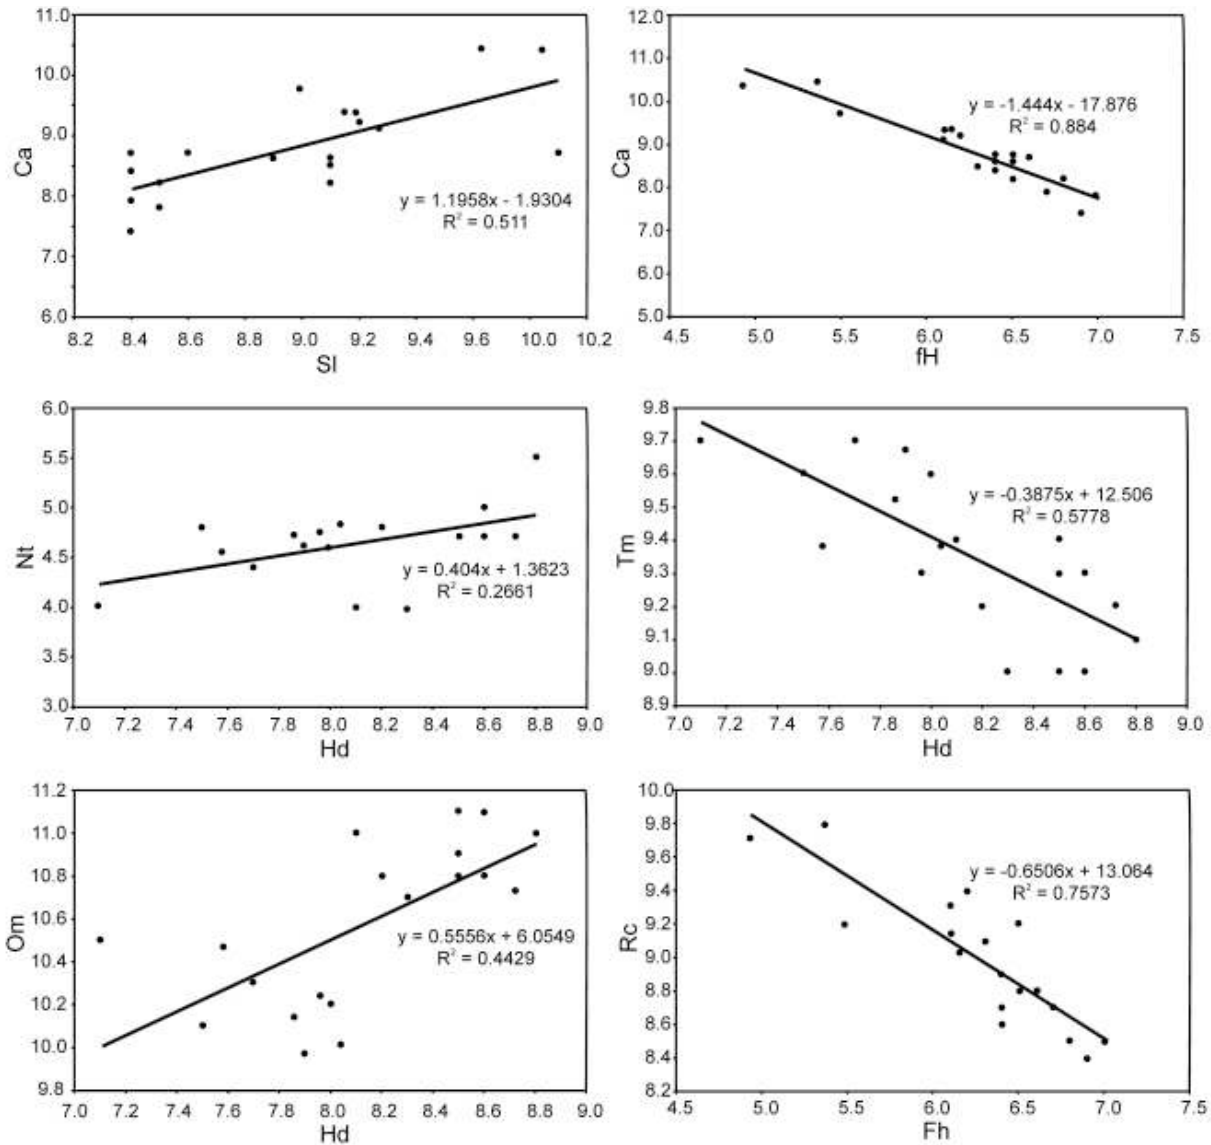 11.0
10.0
9.0
8.0
7.0
6.0
Ca
y = 1.1958x - 1.9304
R² = 0.511
8.2 8.4 8.6 8.8 9.0 9.2 9.4 9.6 9.8 10.0 10.2
Sl
12.0
11.0
10.0
9.0
8.0
7.0
6.0
5.0
Ca
y = -1.444x - 17.876
R² = 0.884
4.5 5.0 5.5 6.0 6.5 7.0 7.5
fH
6.0
5.0
4.5
4.0
3.5
3.0
Nt
y = 0.404x + 1.3623
R² = 0.2661
7.0 7.2 7.4 7.6 7.8 8.0 8.2 8.4 8.6 8.8 9.0
Hd
9.8
9.7
9.6
9.5
9.4
9.3
9.2
9.1
9.0
8.9
Tm
y = -0.3875x + 12.506
R² = 0.5778
7.0 7.2 7.4 7.6 7.8 8.0 8.2 8.4 8.6 8.8 9.0
Hd
11.2
11.0
10.8
10.6
10.4
10.2
10.0
9.8
Om
y = 0.5556x + 6.0549
R² = 0.4429
7.0 7.2 7.4 7.6 7.8 8.0 8.2 8.4 8.6 8.8 9.0
Hd
10.0
9.8
9.6
9.4
9.2
9.0
8.8
8.6
8.4
8.2
Rc
y = -0.6506x + 13.064
R² = 0.7573
4.5 5.0 5.5 6.0 6.5 7.0 7.5
Fh